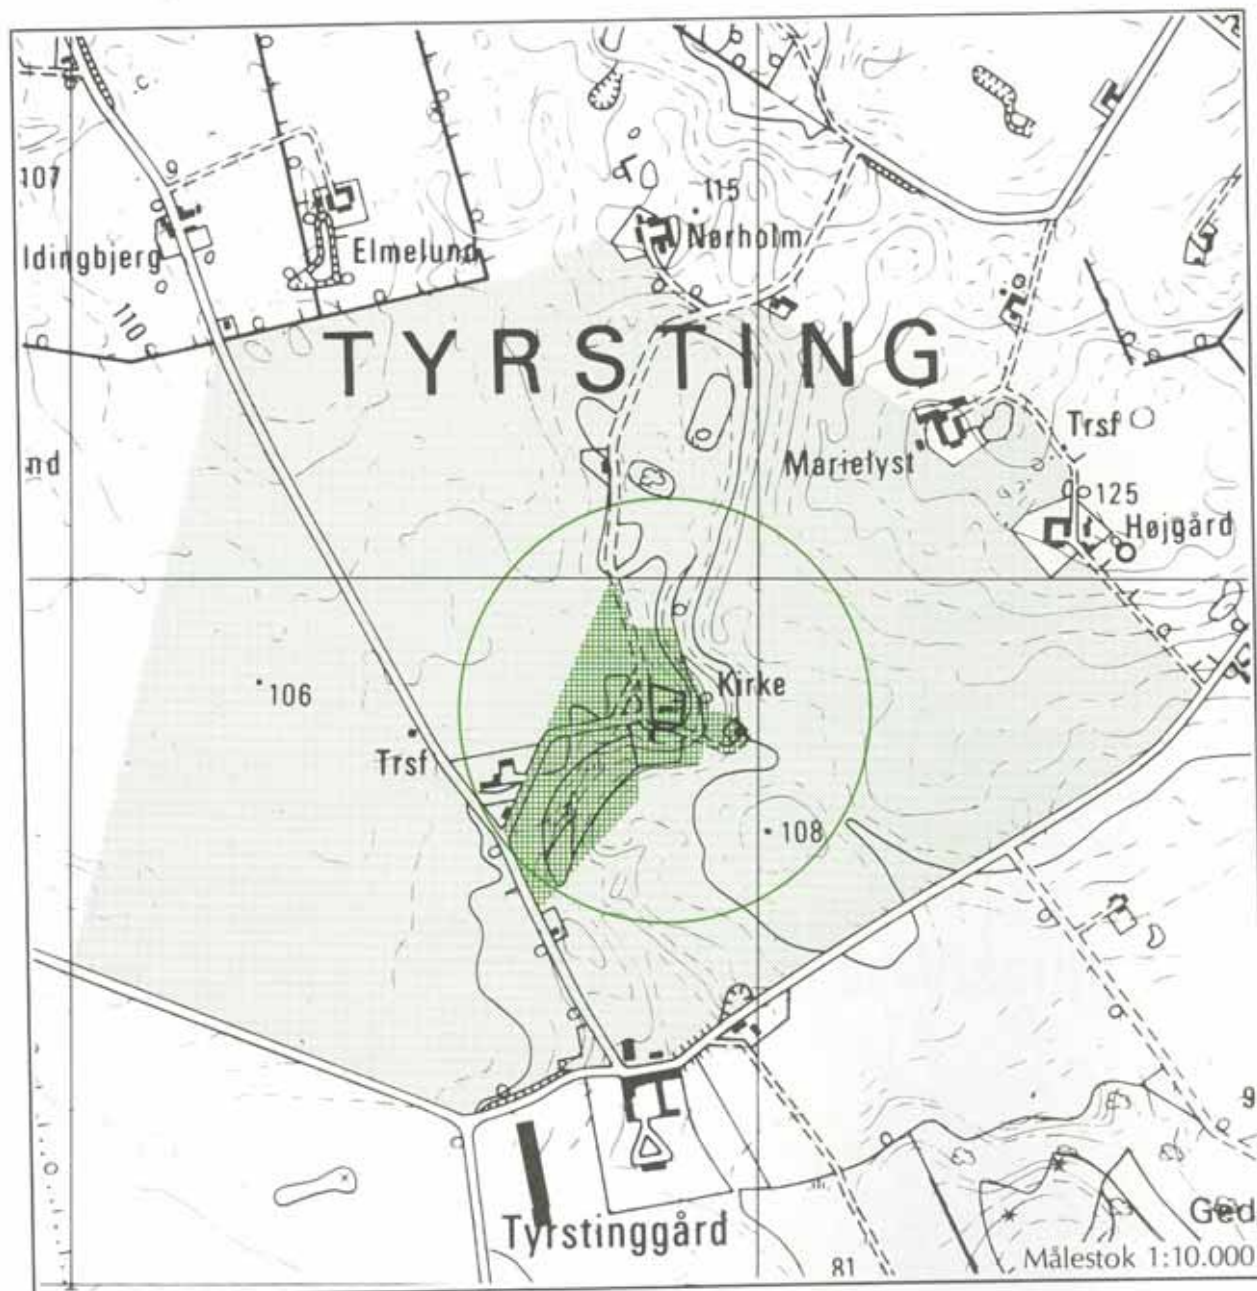 107
115
Nørholm
ldingbjerg
Elmelund
110
TYRSTING
nd
Marielyst
Trsf
125
Højgård
106
Kirke
Trsf
108
9
Tyrstinggård
Ged
81
Målestok 1:10.000